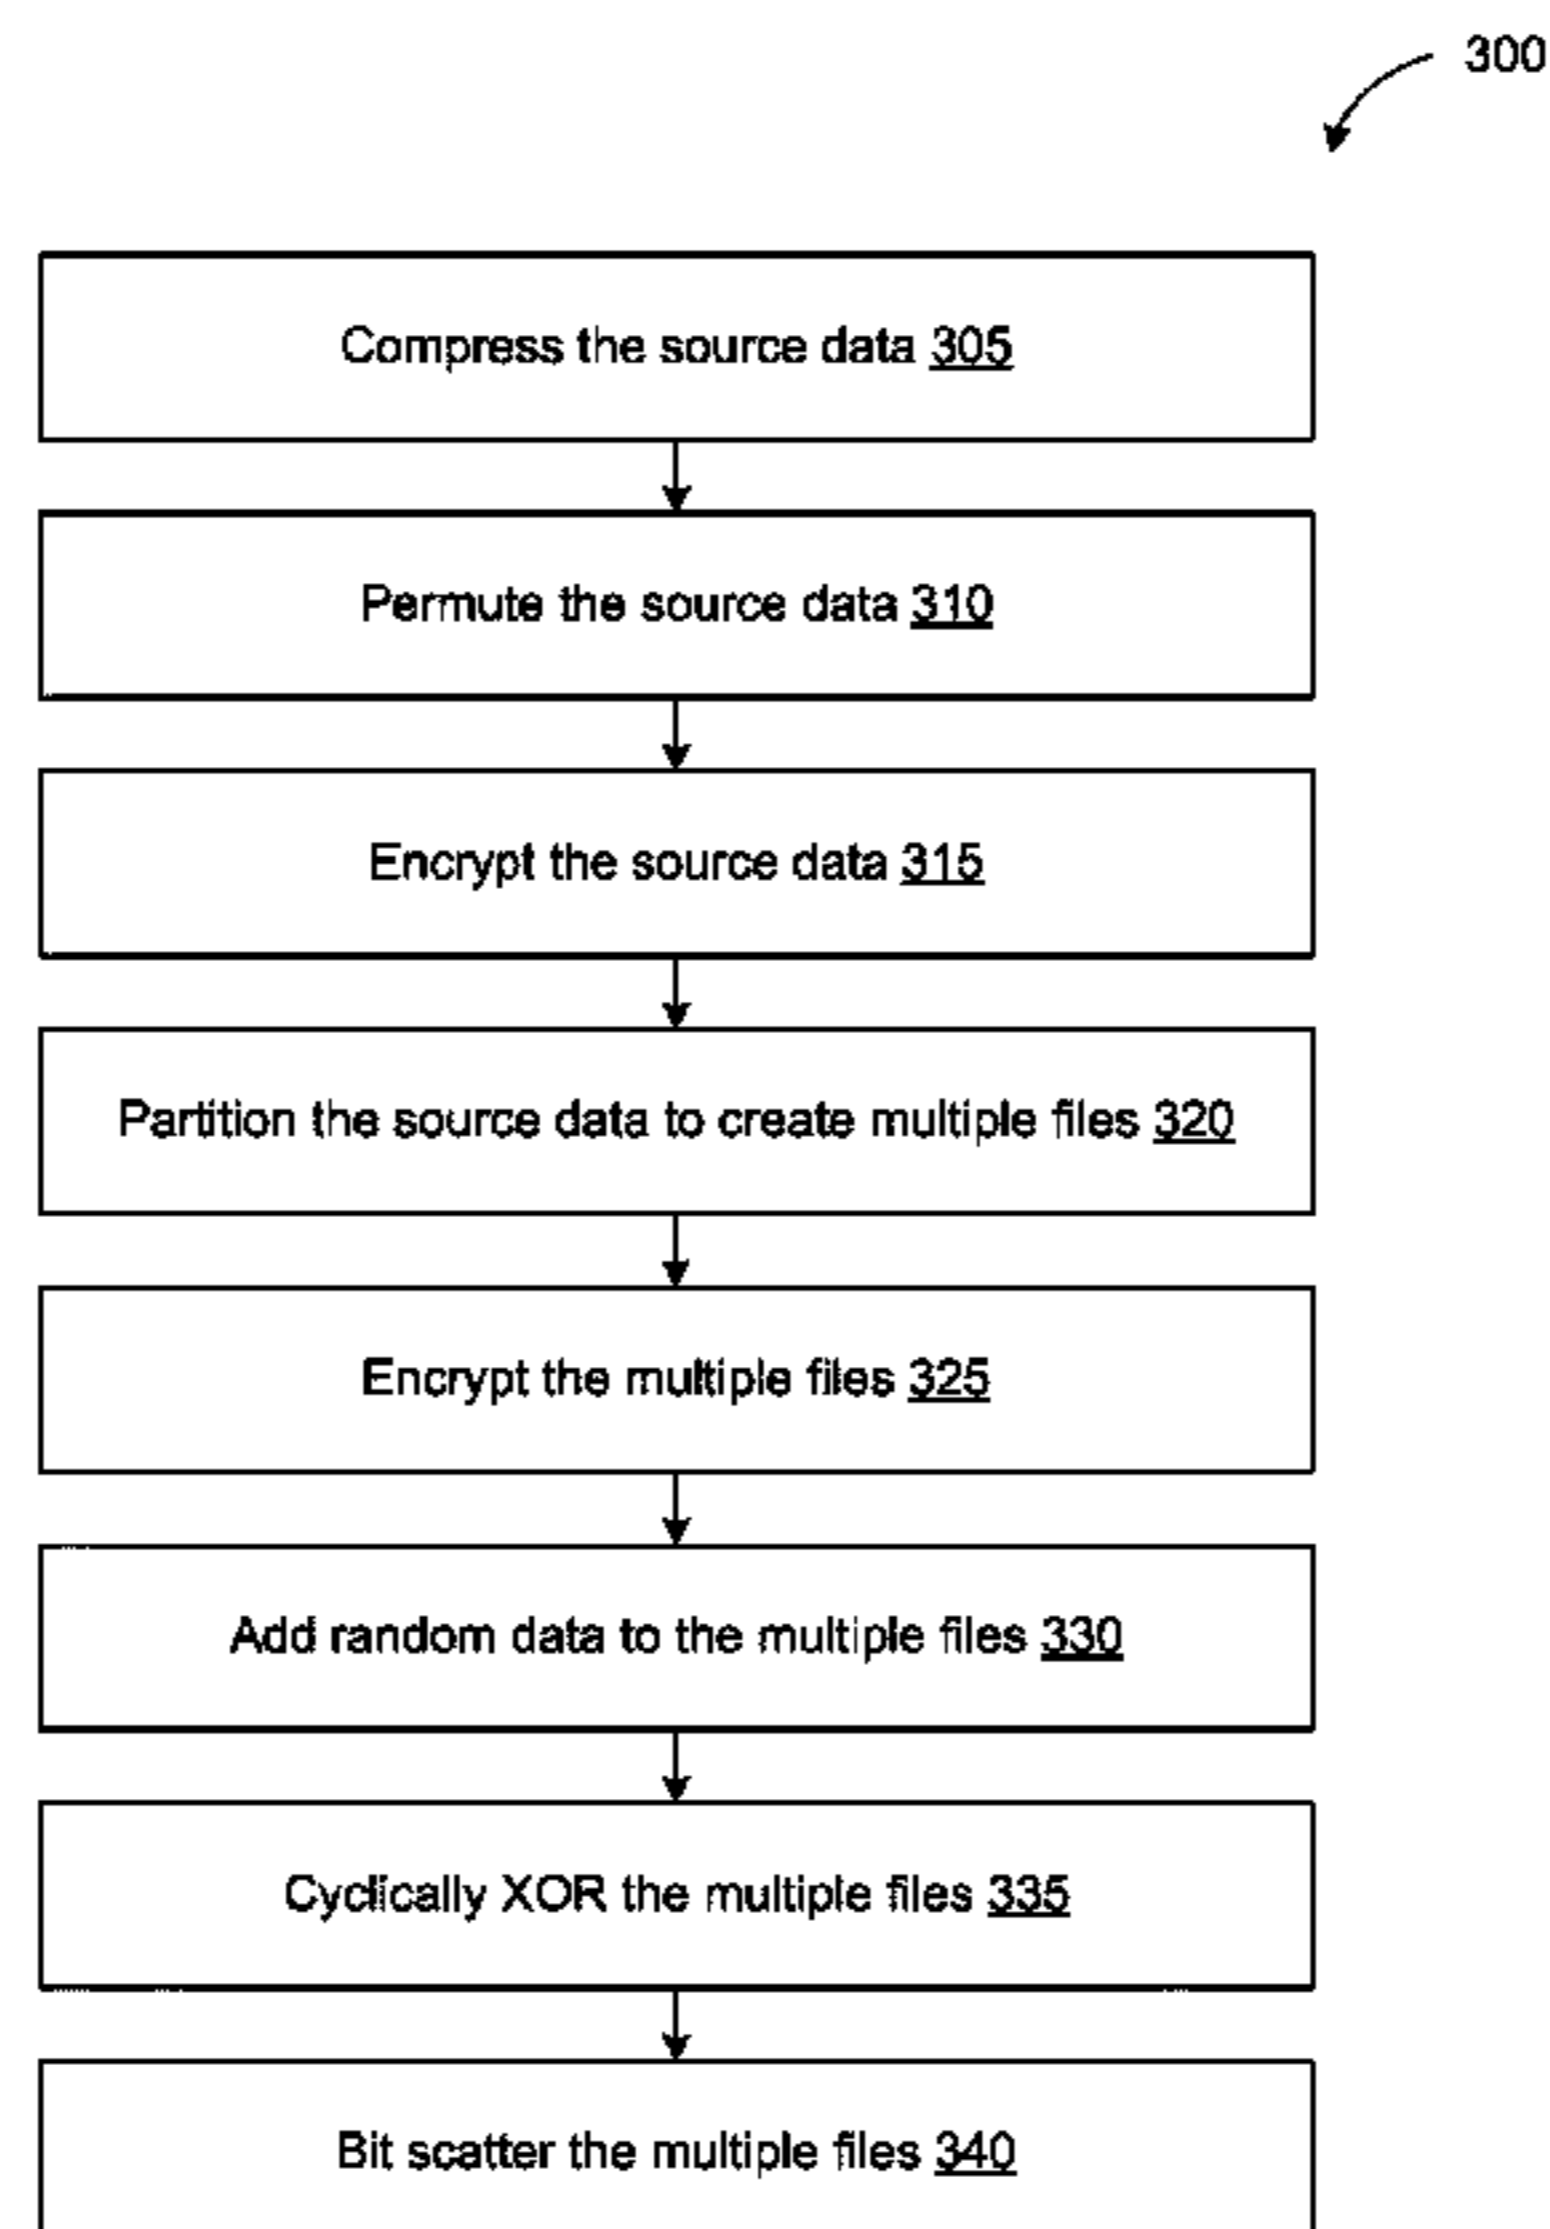 300
Compress the source data 305
Permute the source data 310
Encrypt the source data 315
Partition the source data to create multiple files 320
Encrypt the multiple files 325
Add random data to the multiple files 330
Cyclically XOR the multiple files 335
Bit scatter the multiple files 340